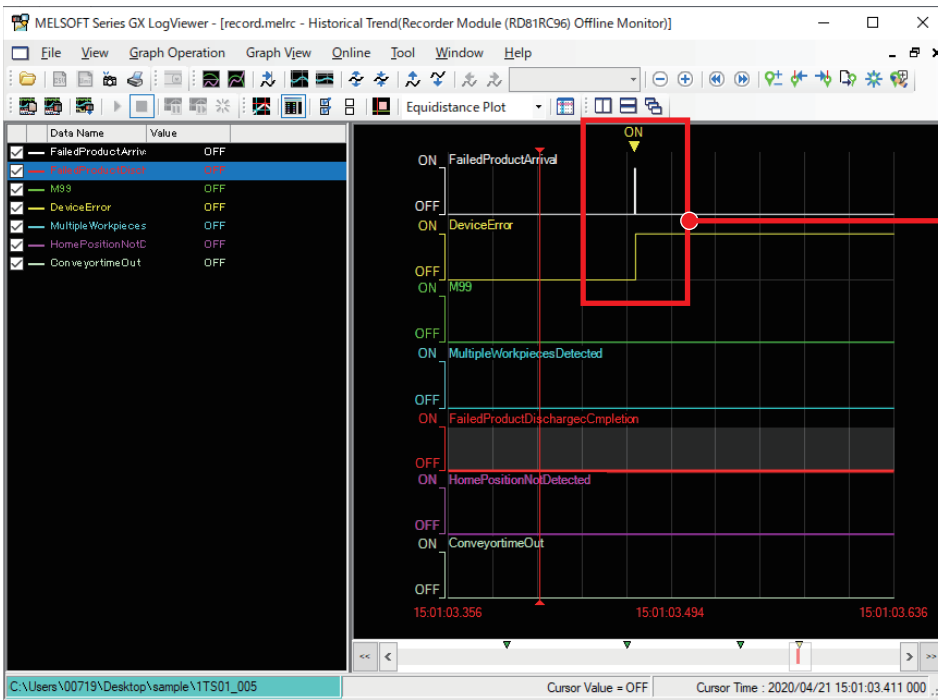 MELSOFT Series GX LogViewer - [record.melrc - Historical Trend(Recorder Module (RD81RC96) Offline Monitor)]
File View Graph Operation Graph View Online Tool Window Help
Equidistance Plot
Data Name Value
FailedProductArriv: OFF
OFF
M99 OFF
DeviceError OFF
MultipleWorkpieces OFF
HomePositionNotD OFF
ConveyortimeOut OFF
ON
ON FailedProductArrival
OFF
ON DeviceError
OFF
ON M99
OFF
ON MultipleWorkpiecesDetected
OFF
ON FailedProductDischargecCmpletion
OFF
ON HomePositionNotDetected
OFF
ON ConveyortimeOut
OFF
15:01:03.356 15:01:03.494 15:01:03.636
<< < > >>
C:\Users\00719\Desktop\sample\1TS01_005 Cursor Value = OFF Cursor Time : 2020/04/21 15:01:03.411 000